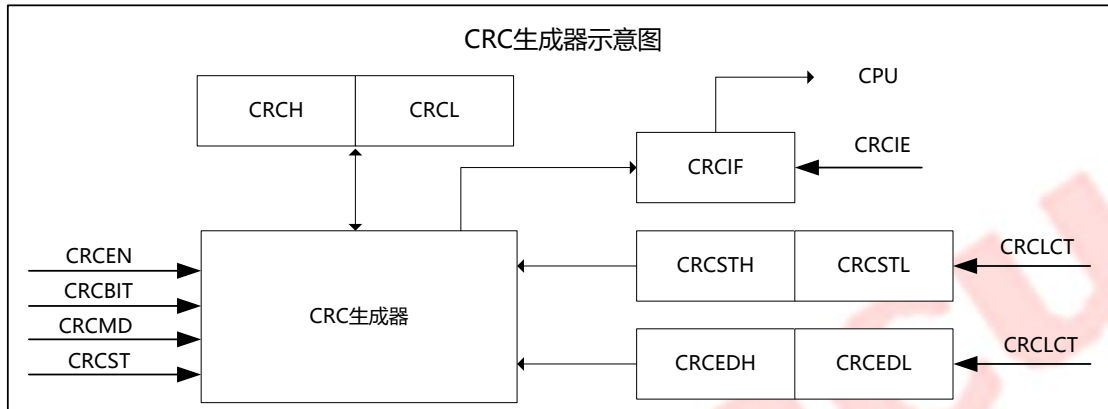 CRC生成器示意图
CPU
CRCH CRCL
CRCIF
CRCIE
CRCEN
CRCBIT
CRCMD
CRCST
CRC生成器
CRCSTH CRCSTL
CRCLCT
CRCEDH CRCEDL
CRCLCT